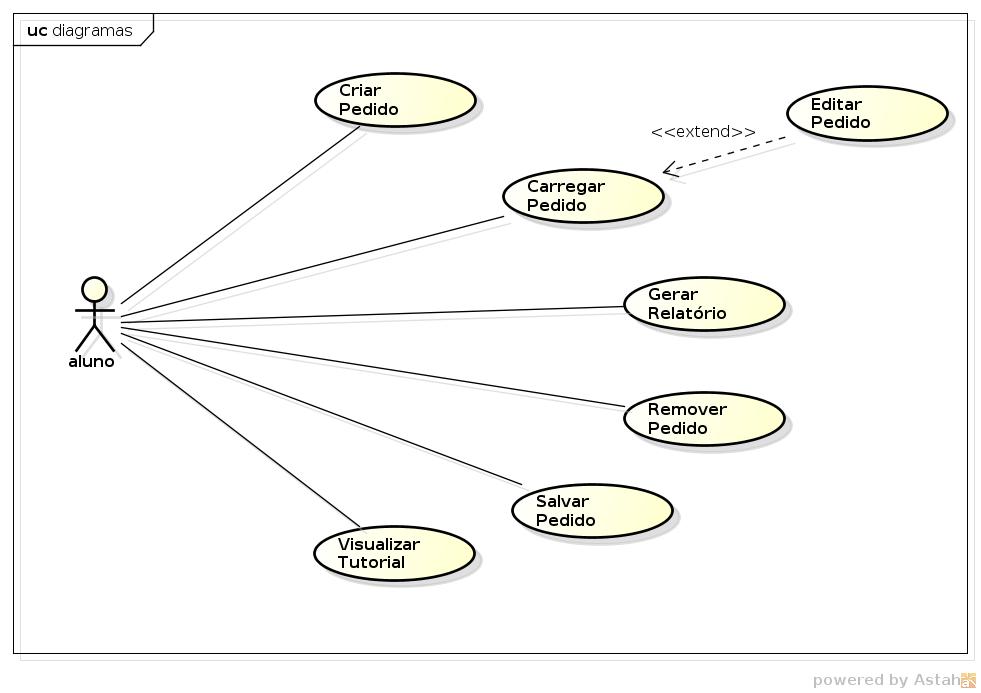 uc diagramas
Criar
Pedido
Editar
Pedido
<<extend>>
Carregar
Pedido
Gerar
Relatório
aluno
Remover
Pedido
Salvar
Pedido
Visualizar
Tutorial
powered by Astah